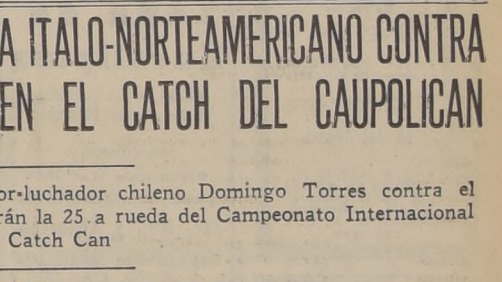 A ITALO-NORTEAMERICANO CONTRA
EN EL CATCH DEL CAUPOLICAN
or-luchador chileno Domingo Torres contra el
rán la 25.a rueda del Campeonato Internacional
Catch Can